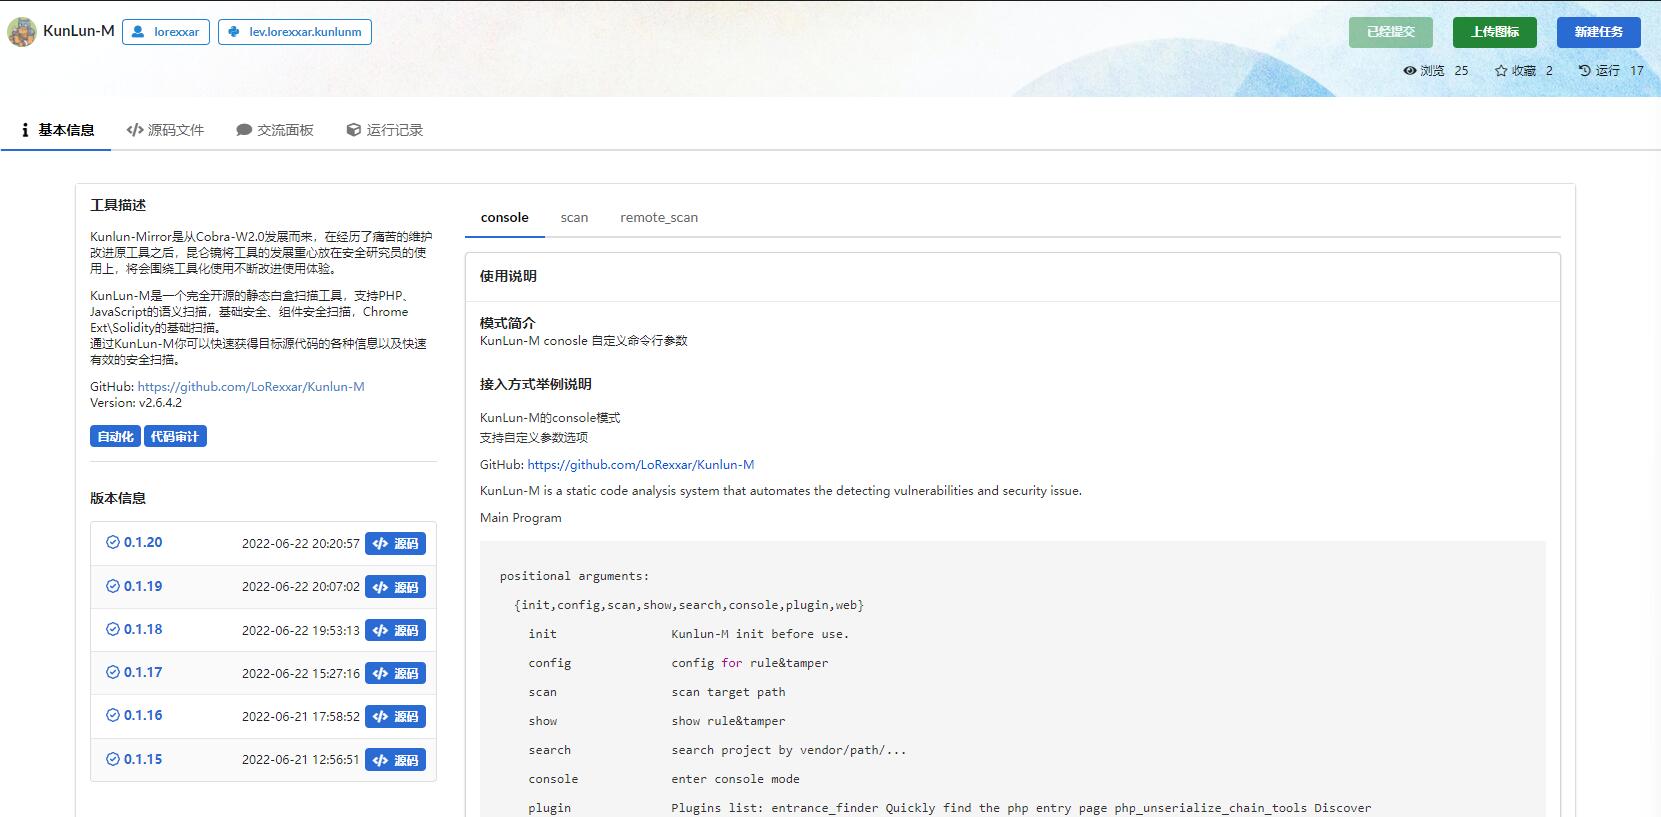 KunLun-M
lorexxar
lev.lorexxar.kunlunm
已经提交
上传图标
新建任务
浏览 25
收藏 2
运行 17
基本信息
源码文件
交流面板
运行记录
工具描述
Kunlun-Mirror是从Cobra-W2.0发展而来，在经历了痛苦的维护
改进原工具之后，昆仑镜将工具的发展重心放在安全研究员的使
用上，将会围绕工具化使用不断改进使用体验。
KunLun-M是一个完全开源的静态白盒扫描工具，支持PHP、
JavaScript的语义扫描，基础安全、组件安全扫描，Chrome
Ext\Solidity的基础扫描。
通过KunLun-M你可以快速获得目标源代码的各种信息以及快速
有效的安全扫描。
GitHub: https://github.com/LoRexxar/Kunlun-M
Version: v2.6.4.2
自动化 代码审计
版本信息
0.1.20 2022-06-22 20:20:57 源码
0.1.19 2022-06-22 20:07:02 源码
0.1.18 2022-06-22 19:53:13 源码
0.1.17 2022-06-22 15:27:16 源码
0.1.16 2022-06-21 17:58:52 源码
0.1.15 2022-06-21 12:56:51 源码
console scan remote_scan
使用说明
模式简介
KunLun-M conosle 自定义命令行参数
接入方式举例说明
KunLun-M的console模式
支持自定义参数选项
GitHub: https://github.com/LoRexxar/Kunlun-M
KunLun-M is a static code analysis system that automates the detecting vulnerabilities and security issue.
Main Program
positional arguments:
{init,config,scan,show,search,console,plugin,web}
init Kunlun-M init before use.
config config for rule&tamper
scan scan target path
show show rule&tamper
search search project by vendor/path/...
console enter console mode
plugin Plugins list: entrance_finder Quickly find the php entry page php_unserialize_chain_tools Discover